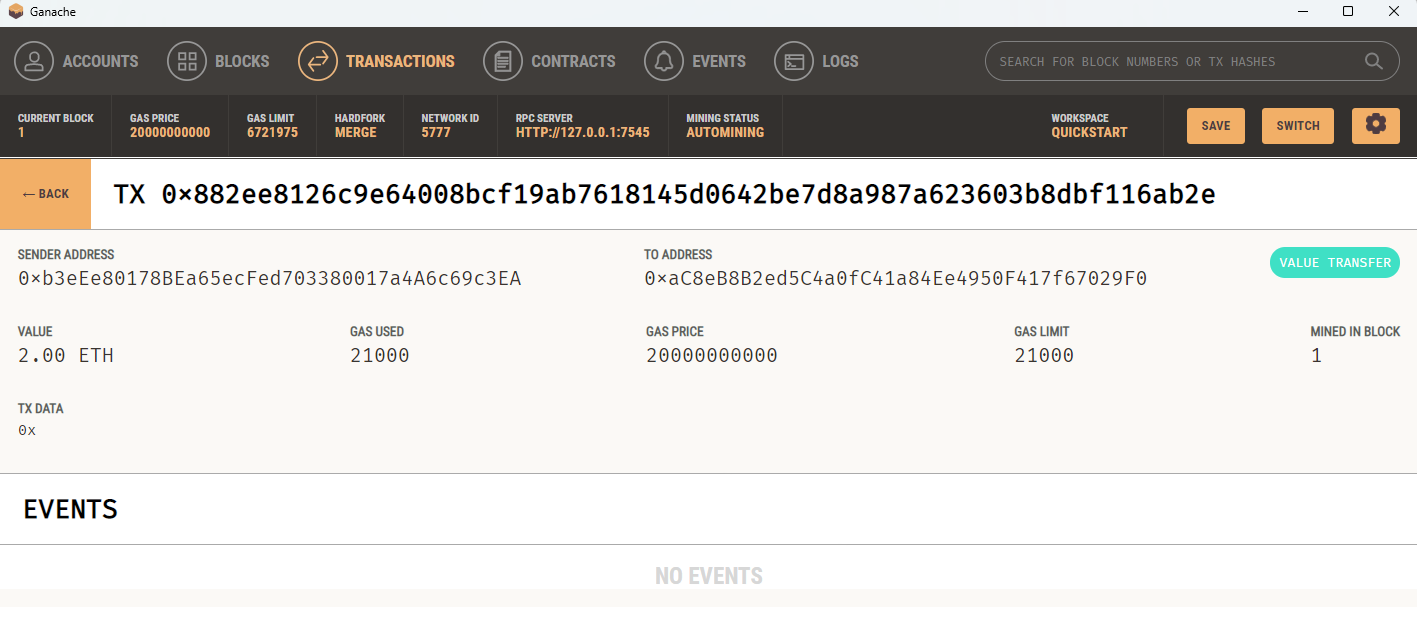 Ganache
ACCOUNTS BLOCKS TRANSACTIONS CONTRACTS EVENTS LOGS SEARCH FOR BLOCK NUMBERS OR TX HASHES
CURRENT BLOCK GAS PRICE GAS LIMIT HARDFORK NETWORK ID RPC SERVER MINING STATUS WORKSPACE
1 20000000000 6721975 MERGE 5777 HTTP://127.0.0.1:7545 AUTOMINING QUICKSTART SAVE SWITCH
← BACK TX 0×882ee8126c9e64008bcf19ab7618145d0642be7d8a987a623603b8dbf116ab2e
SENDER ADDRESS TO ADDRESS
0×b3eEe80178BEa65ecFed703380017a4A6c69c3EA 0×aC8eB8B2ed5C4a0fC41a84Ee4950F417f67029F0 VALUE TRANSFER
VALUE GAS USED GAS PRICE GAS LIMIT MINED IN BLOCK
2.00 ETH 21000 20000000000 21000 1
TX DATA
0x
EVENTS
NO EVENTS